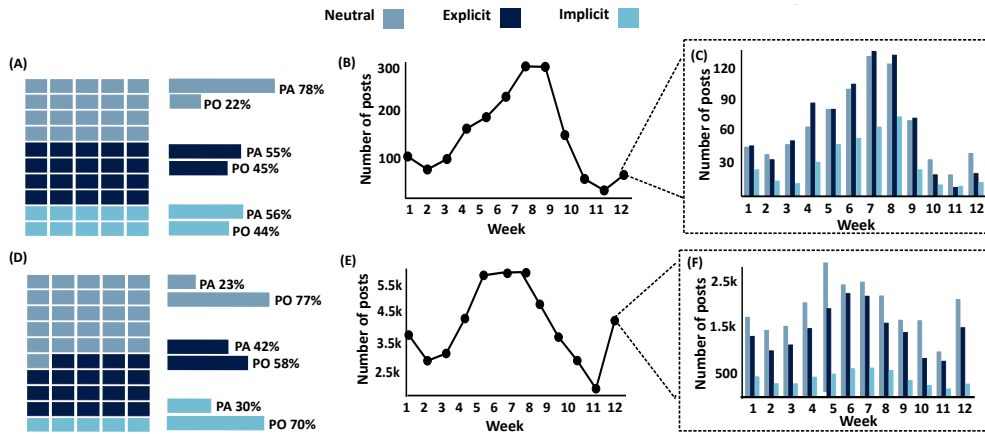 Neutral Explicit Implicit
(A)
PA 78%
PO 22%
PA 55%
PO 45%
PA 56%
PO 44%
(B)
Number of posts
300
200
100
1 2 3 4 5 6 7 8 9 10 11 12
Week
(C)
Number of posts
120
90
60
30
1 2 3 4 5 6 7 8 9 10 11 12
Week
(D)
PA 23%
PO 77%
PA 42%
PO 58%
PA 30%
PO 70%
(E)
Number of posts
5.5k
4.5k
3.5k
2.5k
1 2 3 4 5 6 7 8 9 10 11 12
Week
(F)
Number of posts
2.5k
1.5k
500
1 2 3 4 5 6 7 8 9 10 11 12
Week